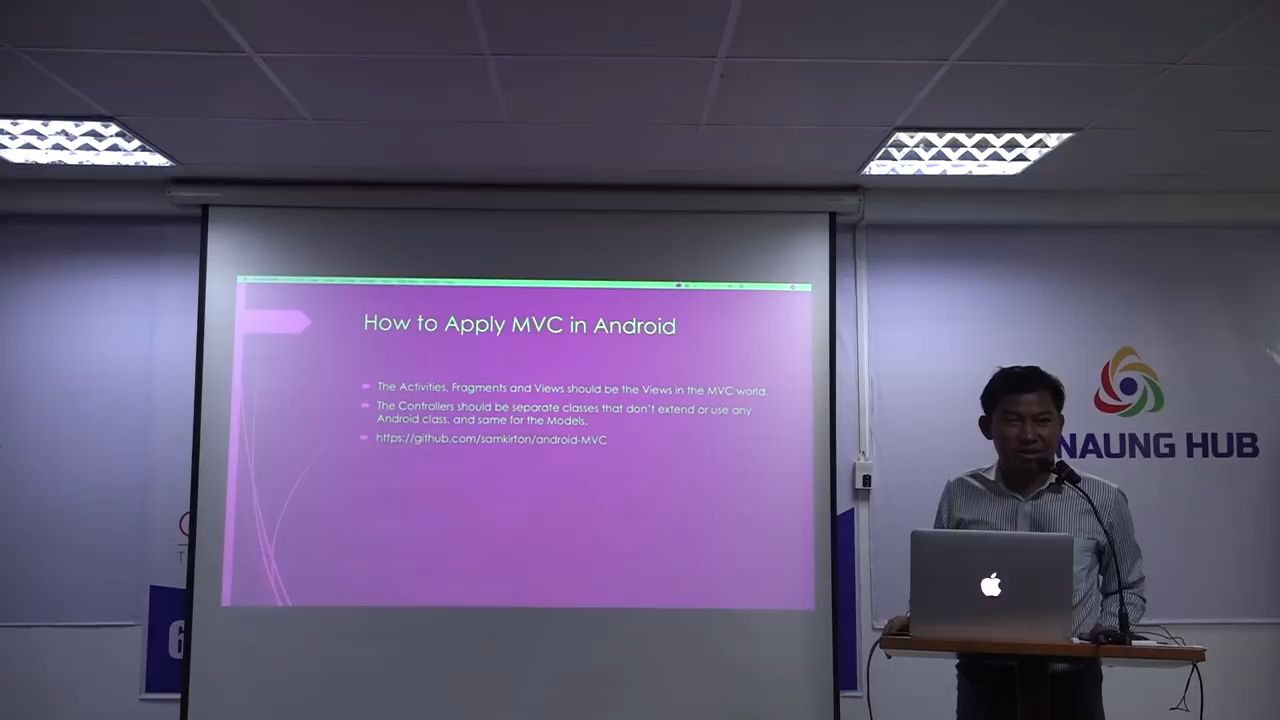 How to Apply MVC in Android
The Activities, Fragments and Views should be the Views in the MVC world.
The Controllers should be separate classes that don't extend or use any
Android class, and same for the Models.
https://github.com/samkirton/android-MVC
NAUNG HUB
6